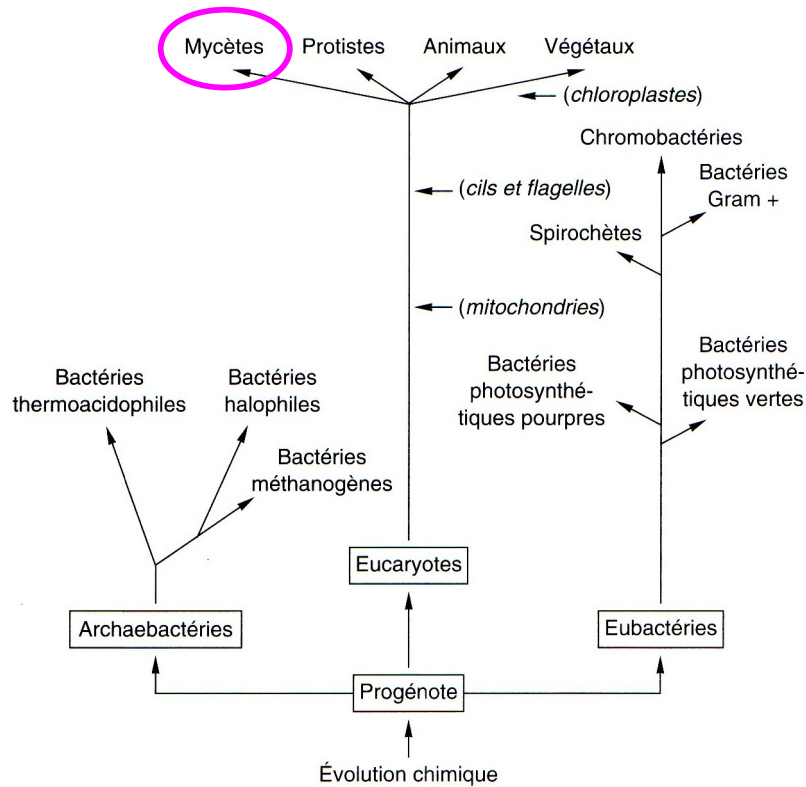 Mycètes
Protistes
Animaux
Végétaux
(chloroplastes)
Chromobactéries
Bactéries
Gram +
(cils et flagelles)
Spirochètes
(mitochondries)
Bactéries
photosynthé-
tiques vertes
Bactéries
photosynthé-
tiques pourpres
Bactéries
thermoacidophiles
Bactéries
halophiles
Bactéries
méthanogènes
Eucaryotes
Archaebactéries
Eubactéries
Progénote
Évolution chimique